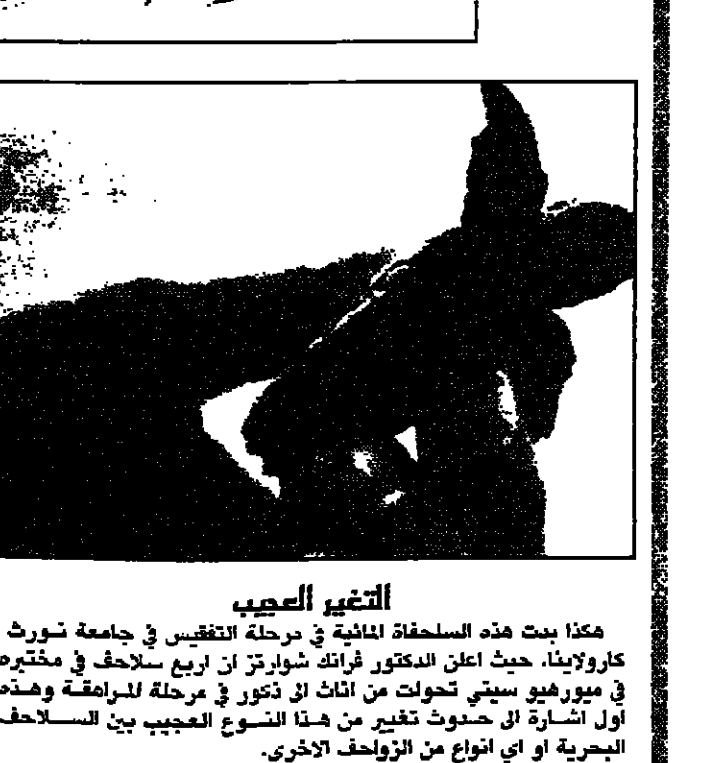 التغير العجيب
هكذا بدت هذه السلحفاة المائية في مرحلة التفقيس في جامعة نورث
كارولاينا، حيث اعلن الدكتور فرانك شوارتز ان اربع سلاحف في مختبره
في ميورهيو سيتي تحولت من اناث الى ذكور في مرحلة المراهقة وهذه
اول اشارة الى حدوث تغيير من هذا النوع العجيب بين السلاحف
البحرية او اي انواع من الزواحف الاخرى.